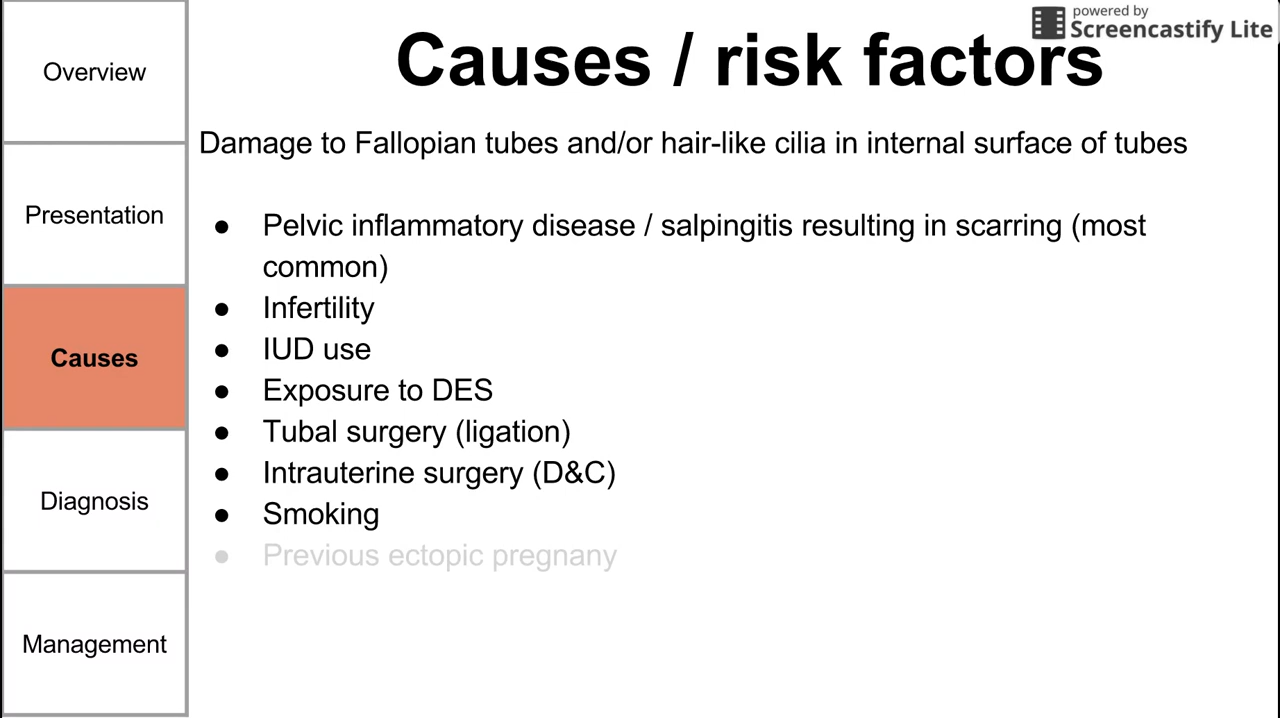 powered by
Screencastify Lite
Causes / risk factors
Overview
Presentation
Causes
Diagnosis
Management
Damage to Fallopian tubes and/or hair-like cilia in internal surface of tubes
● Pelvic inflammatory disease / salpingitis resulting in scarring (most
common)
● Infertility
● IUD use
● Exposure to DES
● Tubal surgery (ligation)
● Intrauterine surgery (D&C)
● Smoking
● Previous ectopic pregnany